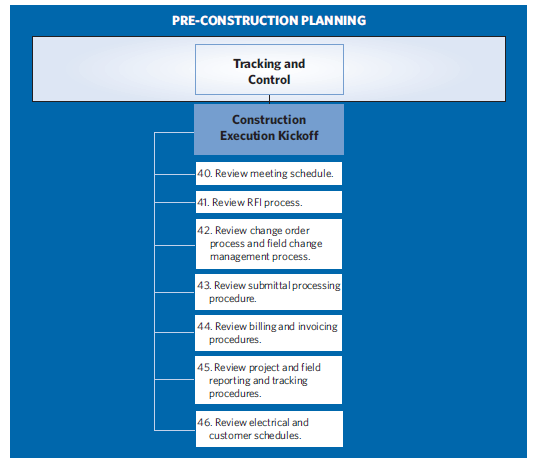 PRE-CONSTRUCTION PLANNING
Tracking and
Control
Construction
Execution Kickoff
40. Review meeting schedule.
41. Review RFI process.
42. Review change order
process and field change
management process.
43. Review submittal processing
procedure.
44. Review billing and invoicing
procedures.
45. Review project and field
reporting and tracking
procedures.
46. Review electrical and
customer schedules.